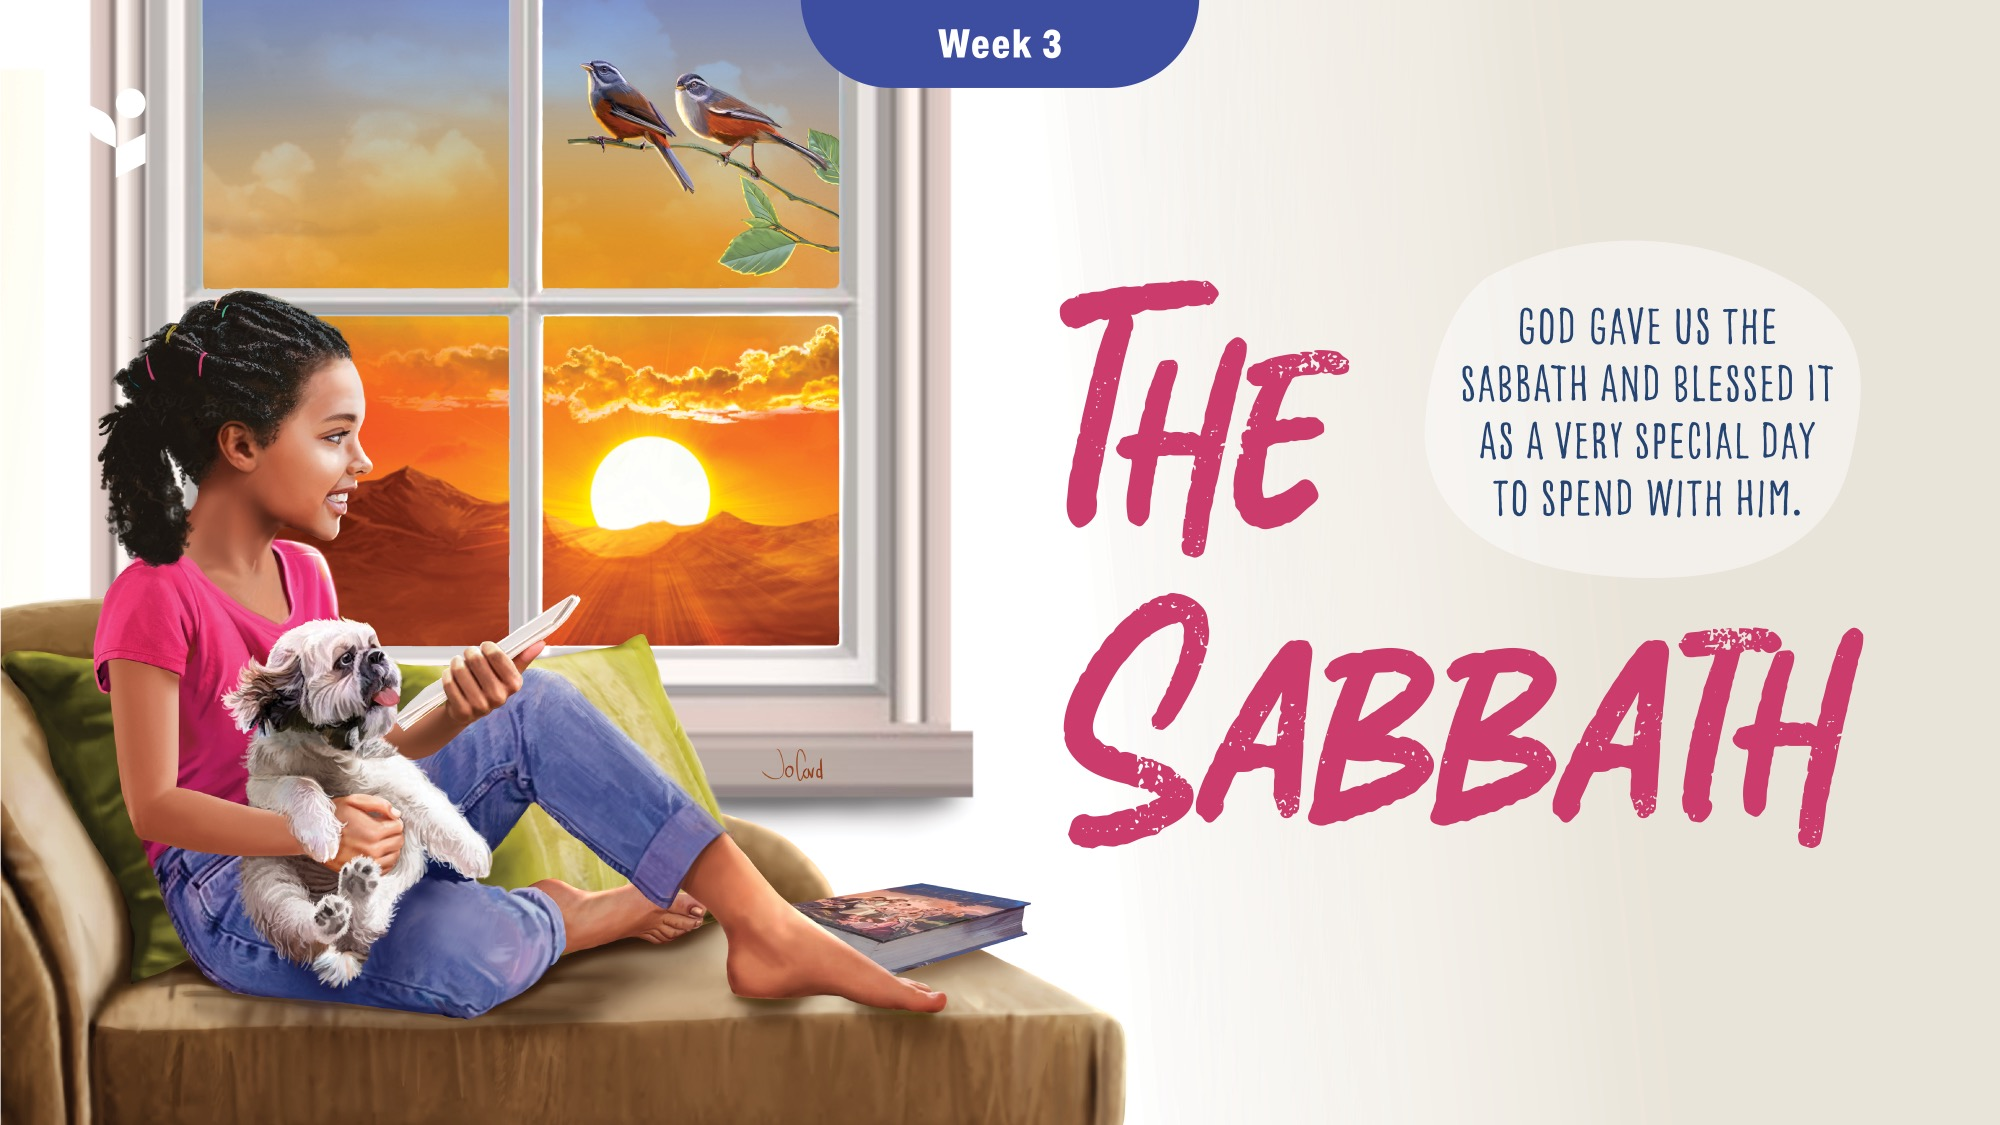 Week 3
THE
SABBATH
GOD GAVE US THE
SABBATH AND BLESSED IT
AS A VERY SPECIAL DAY
TO SPEND WITH HIM.
JoCard